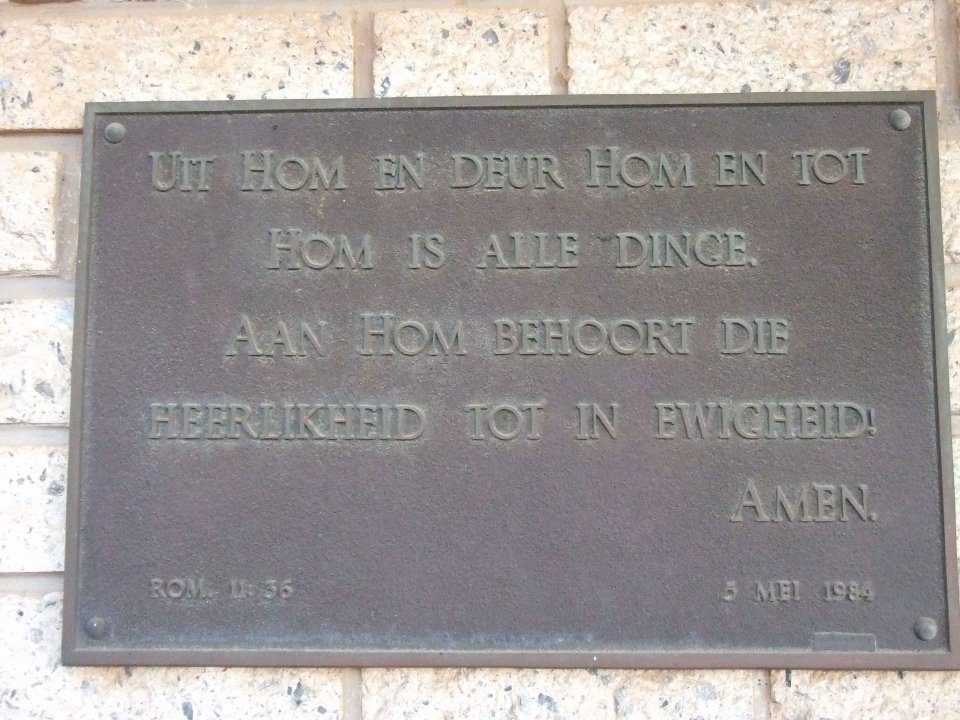 Uit Hom en deur Hom en tot
Hom is alle dinge.
Aan Hom behoort die
heerlikheid tot in ewigheid!
Amen.
Rom. 11: 36 5 Mei 1984